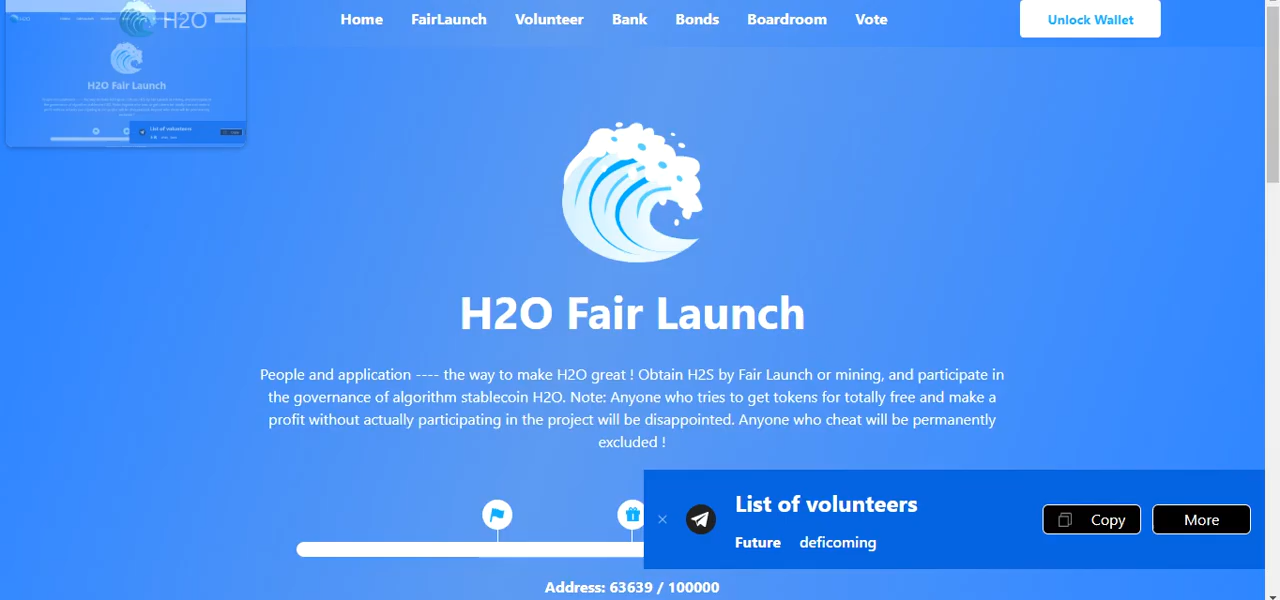 H2O
Home FairLaunch Volunteer Bank Bonds Boardroom Vote
Unlock Wallet
H2O Fair Launch
List of volunteers
H2O Fair Launch
People and application ---- the way to make H2O great ! Obtain H2S by Fair Launch or mining, and participate in
the governance of algorithm stablecoin H2O. Note: Anyone who tries to get tokens for totally free and make a
profit without actually participating in the project will be disappointed. Anyone who cheat will be permanently
excluded !
List of volunteers
Future deficoming
Copy
More
Address: 63639 / 100000